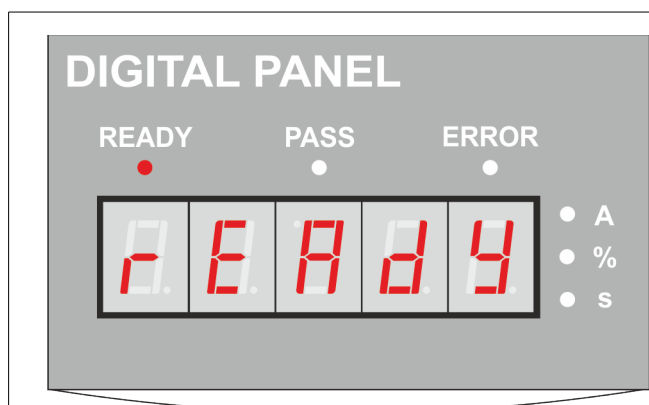 DIGITAL PANEL
READY PASS ERROR
rEAdY
A
%
s